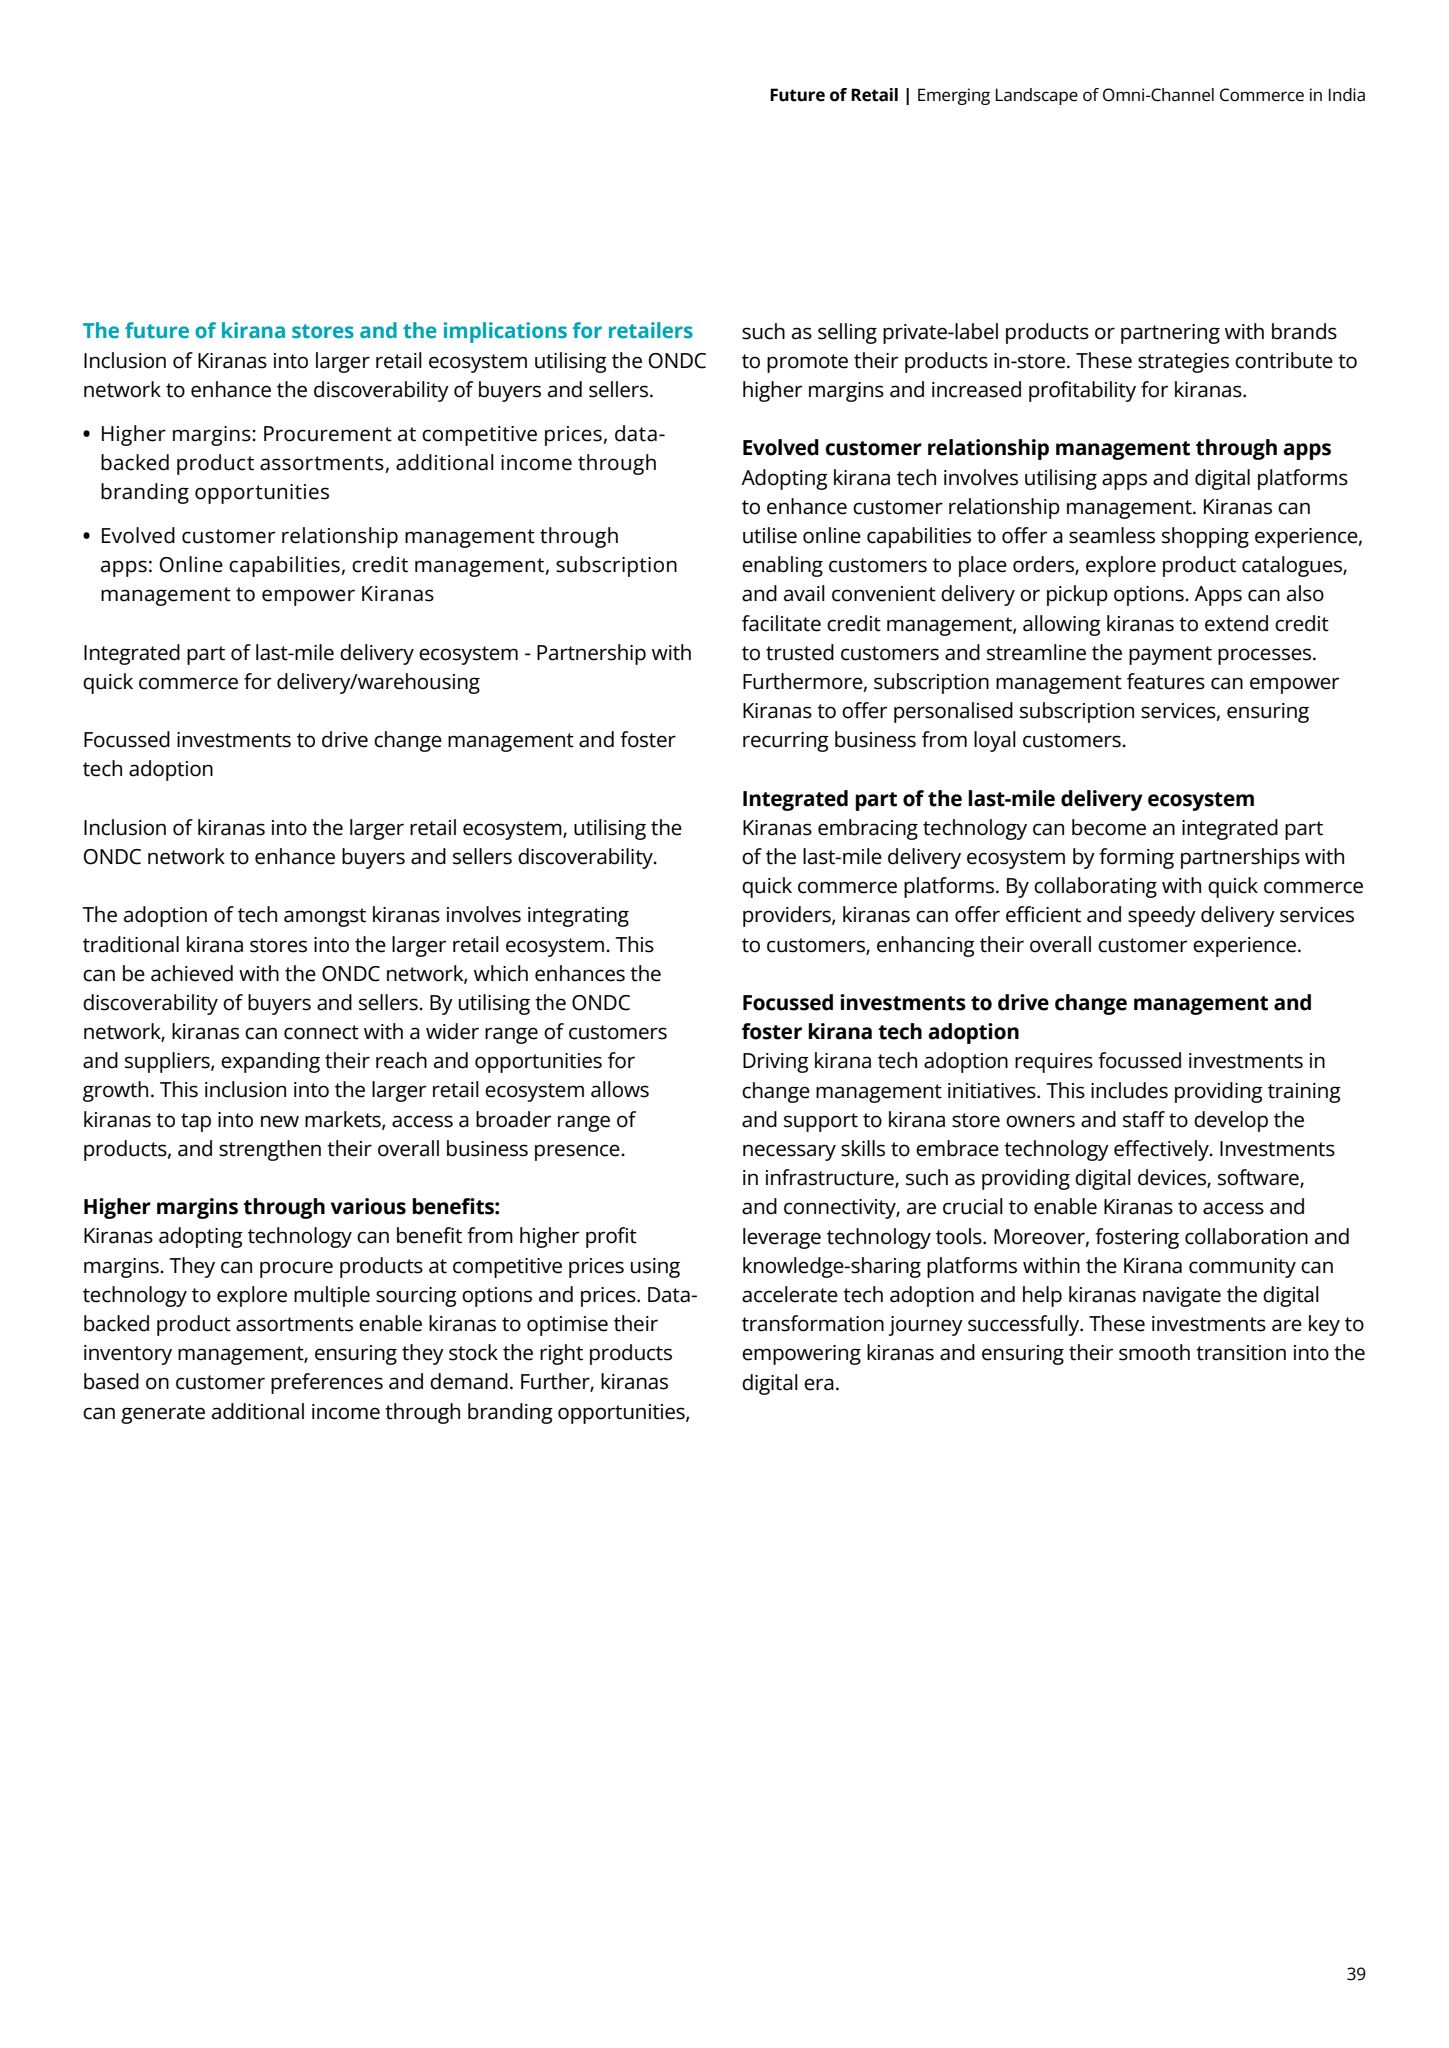 Future of Retail | Emerging Landscape of Omni-Channel Commerce in India
The future of kirana stores and the implications for retailers
Inclusion of Kiranas into larger retail ecosystem utilising the ONDC
network to enhance the discoverability of buyers and sellers.
• Higher margins: Procurement at competitive prices, data-
backed product assortments, additional income through
branding opportunities
• Evolved customer relationship management through
apps: Online capabilities, credit management, subscription
management to empower Kiranas
Integrated part of last-mile delivery ecosystem - Partnership with
quick commerce for delivery/warehousing
Focussed investments to drive change management and foster
tech adoption
Inclusion of kiranas into the larger retail ecosystem, utilising the
ONDC network to enhance buyers and sellers discoverability.
The adoption of tech amongst kiranas involves integrating
traditional kirana stores into the larger retail ecosystem. This
can be achieved with the ONDC network, which enhances the
discoverability of buyers and sellers. By utilising the ONDC
network, kiranas can connect with a wider range of customers
and suppliers, expanding their reach and opportunities for
growth. This inclusion into the larger retail ecosystem allows
kiranas to tap into new markets, access a broader range of
products, and strengthen their overall business presence.
Higher margins through various benefits:
Kiranas adopting technology can benefit from higher profit
margins. They can procure products at competitive prices using
technology to explore multiple sourcing options and prices. Data-
backed product assortments enable kiranas to optimise their
inventory management, ensuring they stock the right products
based on customer preferences and demand. Further, kiranas
can generate additional income through branding opportunities,
such as selling private-label products or partnering with brands
to promote their products in-store. These strategies contribute to
higher margins and increased profitability for kiranas.
Evolved customer relationship management through apps
Adopting kirana tech involves utilising apps and digital platforms
to enhance customer relationship management. Kiranas can
utilise online capabilities to offer a seamless shopping experience,
enabling customers to place orders, explore product catalogues,
and avail convenient delivery or pickup options. Apps can also
facilitate credit management, allowing kiranas to extend credit
to trusted customers and streamline the payment processes.
Furthermore, subscription management features can empower
Kiranas to offer personalised subscription services, ensuring
recurring business from loyal customers.
Integrated part of the last-mile delivery ecosystem
Kiranas embracing technology can become an integrated part
of the last-mile delivery ecosystem by forming partnerships with
quick commerce platforms. By collaborating with quick commerce
providers, kiranas can offer efficient and speedy delivery services
to customers, enhancing their overall customer experience.
Focussed investments to drive change management and
foster kirana tech adoption
Driving kirana tech adoption requires focussed investments in
change management initiatives. This includes providing training
and support to kirana store owners and staff to develop the
necessary skills to embrace technology effectively. Investments
in infrastructure, such as providing digital devices, software,
and connectivity, are crucial to enable Kiranas to access and
leverage technology tools. Moreover, fostering collaboration and
knowledge-sharing platforms within the Kirana community can
accelerate tech adoption and help kiranas navigate the digital
transformation journey successfully. These investments are key to
empowering kiranas and ensuring their smooth transition into the
digital era.
39